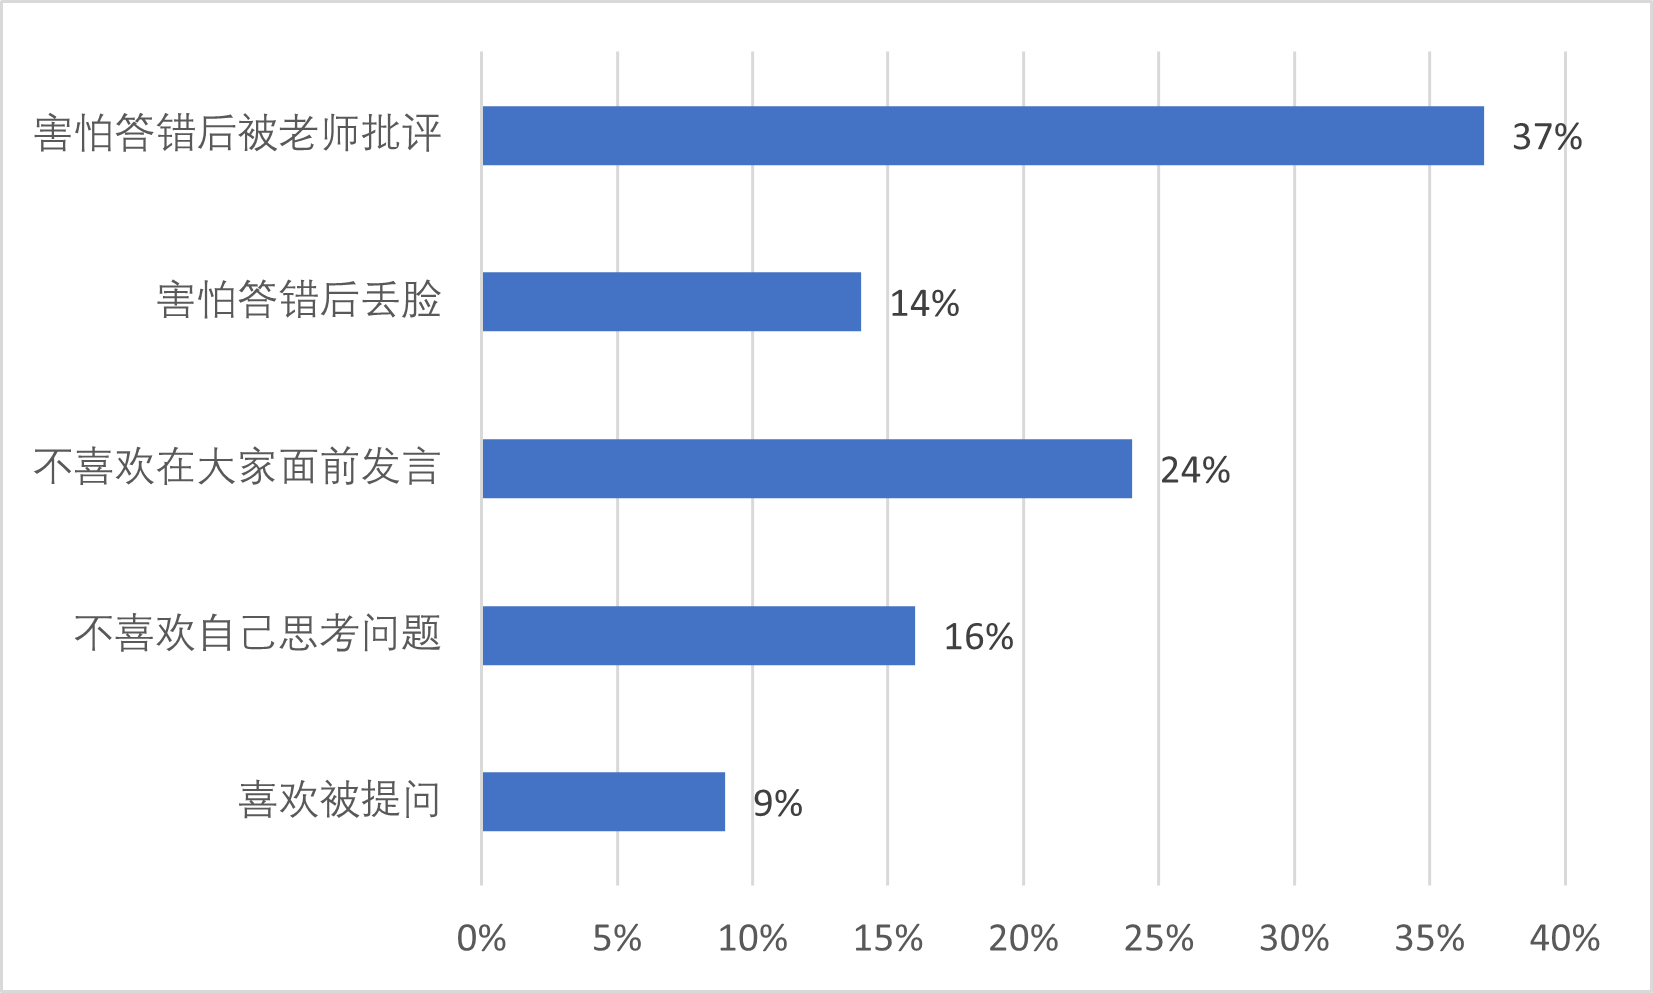 害怕答错后被老师批评 37%
害怕答错后丢脸 14%
不喜欢在大家面前发言 24%
不喜欢自己思考问题 16%
喜欢被提问 9%
0% 5% 10% 15% 20% 25% 30% 35% 40%